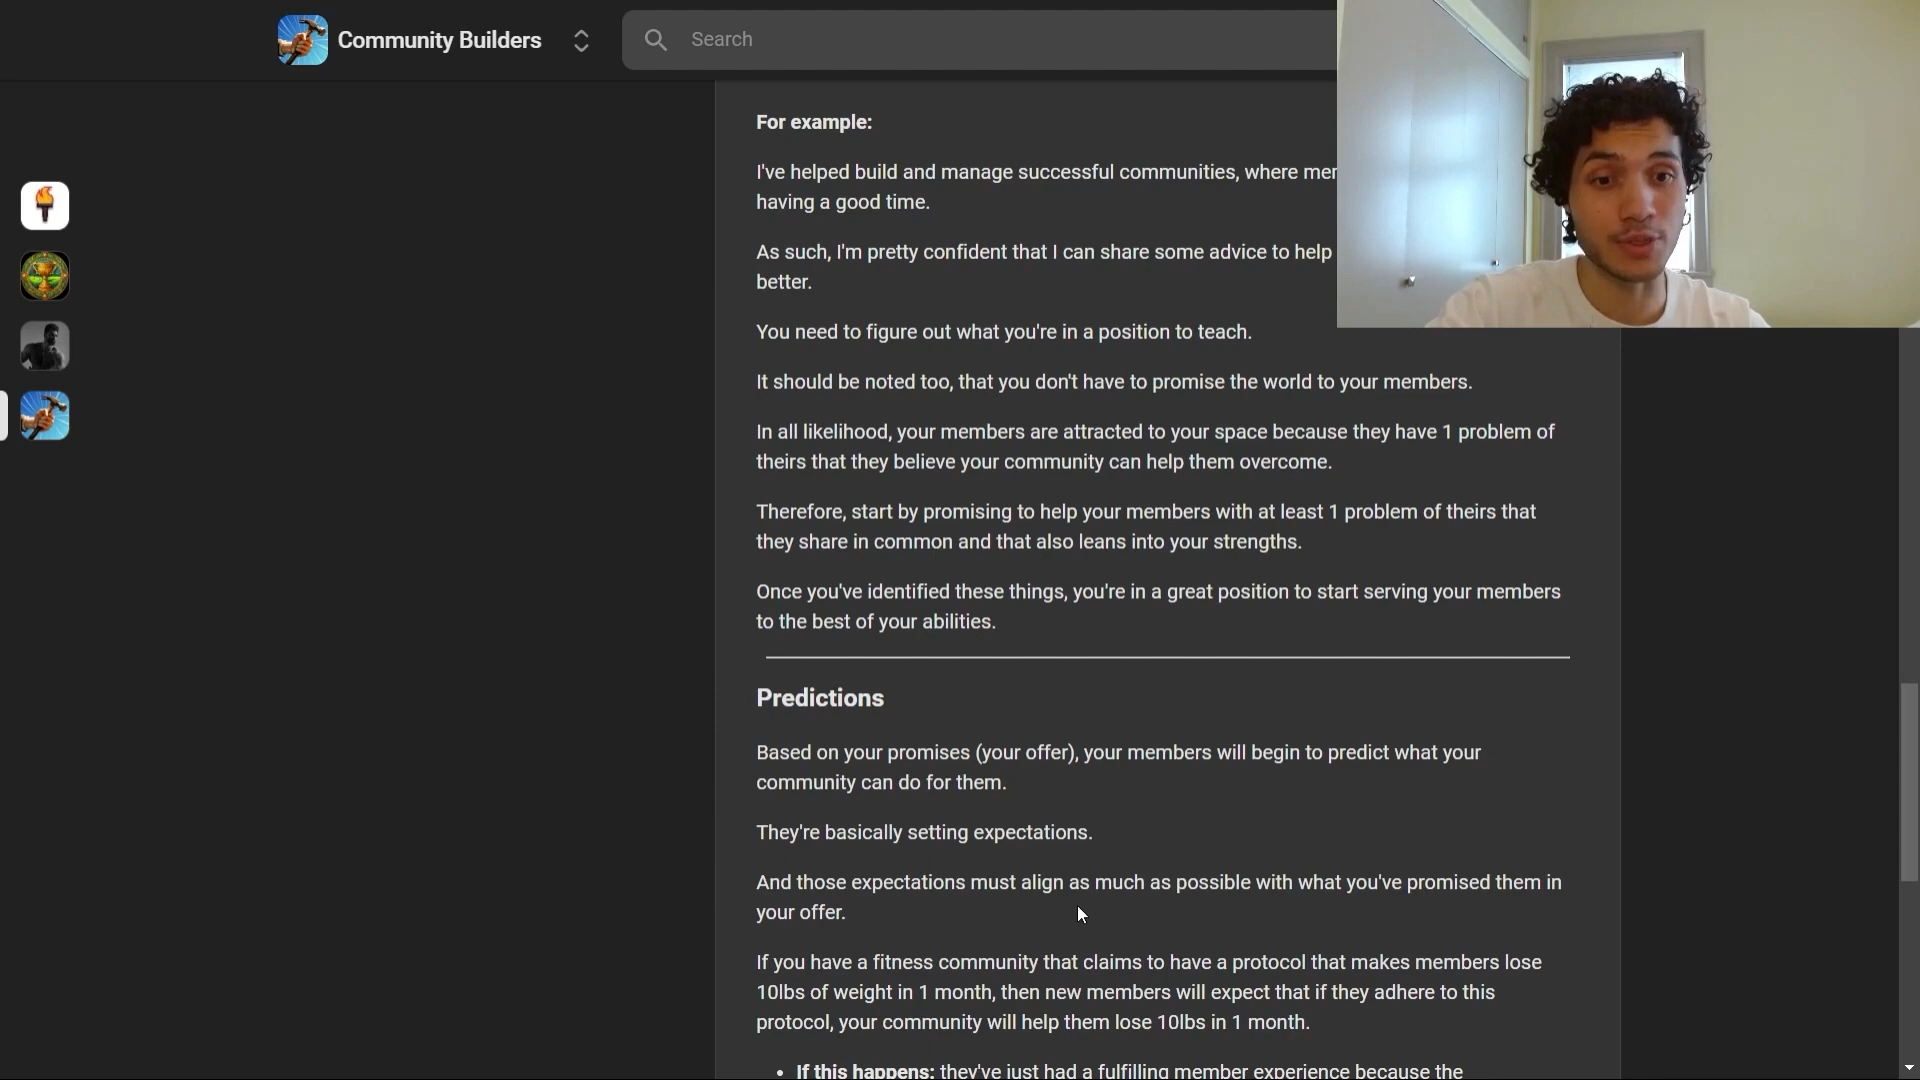 Community Builders
Search
For example:
I've helped build and manage successful communities, where
having a good time.
As such, I'm pretty confident that I can share some advice to help
better.
You need to figure out what you're in a position to teach.
It should be noted too, that you don't have to promise the world to your members.
In all likelihood, your members are attracted to your space because they have 1 problem of
theirs that they believe your community can help them overcome.
Therefore, start by promising to help your members with at least 1 problem of theirs that
they share in common and that also leans into your strengths.
Once you've identified these things, you're in a great position to start serving your members
to the best of your abilities.
Predictions
Based on your promises (your offer), your members will begin to predict what your
community can do for them.
They're basically setting expectations.
And those expectations must align as much as possible with what you've promised them in
your offer.
If you have a fitness community that claims to have a protocol that makes members lose
10lbs of weight in 1 month, then new members will expect that if they adhere to this
protocol, your community will help them lose 10lbs in 1 month.
• If this happens: they've just had a fulfilling member experience because the